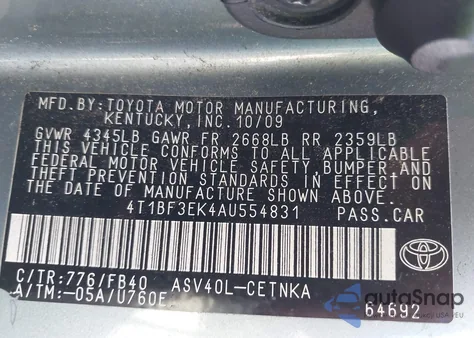 MFD.BY:TOYOTA MOTOR MANUFACTURING,
KENTUCKY,INC.10/09
GVWR 4345LB GAWR FR 2668LB RR 2359LB
THIS VEHICLE CONFORMS TO ALL APPLICABLE
FEDERAL MOTOR VEHICLE SAFETY,BUMPER,AND
THEFT PREVENTION STANDARDS IN EFFECT ON
THE DATE OF MANUFACTURE SHOWN ABOVE.
4T1BF3EK4AU554831 PASS.CAR
C/TR:776/FB40 ASV40L-CETNKA
A/TM:-05A/U760E
TOYOTA
64692
autoSnap